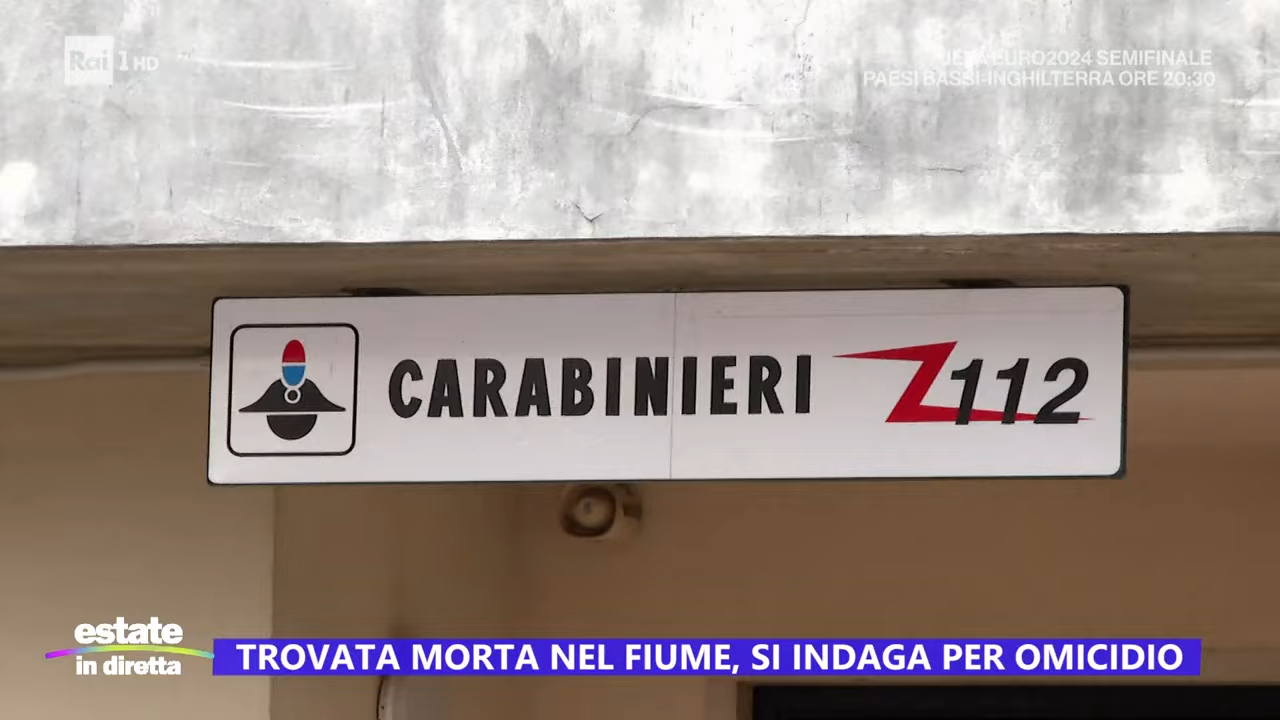 Rai 1 HD
UEFA EURO2024 SEMIFINALE
PAESI BASSI-INGHILTERRA ORE 20:30
CARABINIERI 112
estate
in diretta
TROVATA MORTA NEL FIUME, SI INDAGA PER OMICIDIO